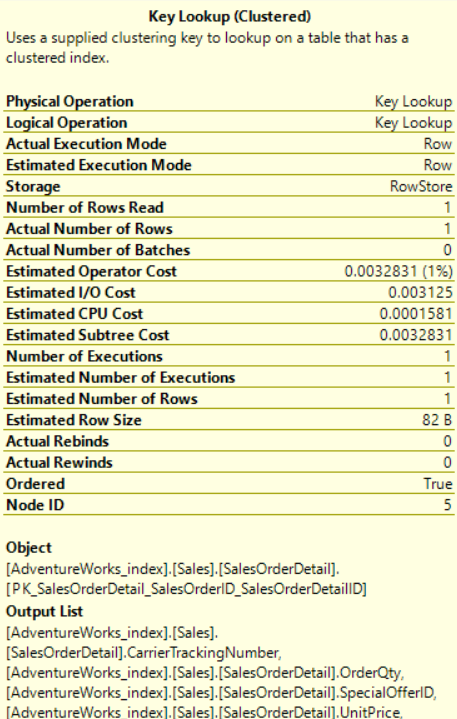 Key Lookup (Clustered)
Uses a supplied clustering key to lookup on a table that has a
clustered index.
Physical Operation Key Lookup
Logical Operation Key Lookup
Actual Execution Mode Row
Estimated Execution Mode Row
Storage RowStore
Number of Rows Read 1
Actual Number of Rows 1
Actual Number of Batches 0
Estimated Operator Cost 0.0032831 (1%)
Estimated I/O Cost 0.003125
Estimated CPU Cost 0.0001581
Estimated Subtree Cost 0.0032831
Number of Executions 1
Estimated Number of Executions 1
Estimated Number of Rows 1
Estimated Row Size 82 B
Actual Rebinds 0
Actual Rewinds 0
Ordered True
Node ID 5
Object
[AdventureWorks_index].[Sales].[SalesOrderDetail].
[PK_SalesOrderDetail_SalesOrderID_SalesOrderDetailID]
Output List
[AdventureWorks_index].[Sales].
[SalesOrderDetail].CarrierTrackingNumber,
[AdventureWorks_index].[Sales].[SalesOrderDetail].OrderQty,
[AdventureWorks_index].[Sales].[SalesOrderDetail].SpecialOfferID,
[AdventureWorks_index].[Sales].[SalesOrderDetail].UnitPrice,